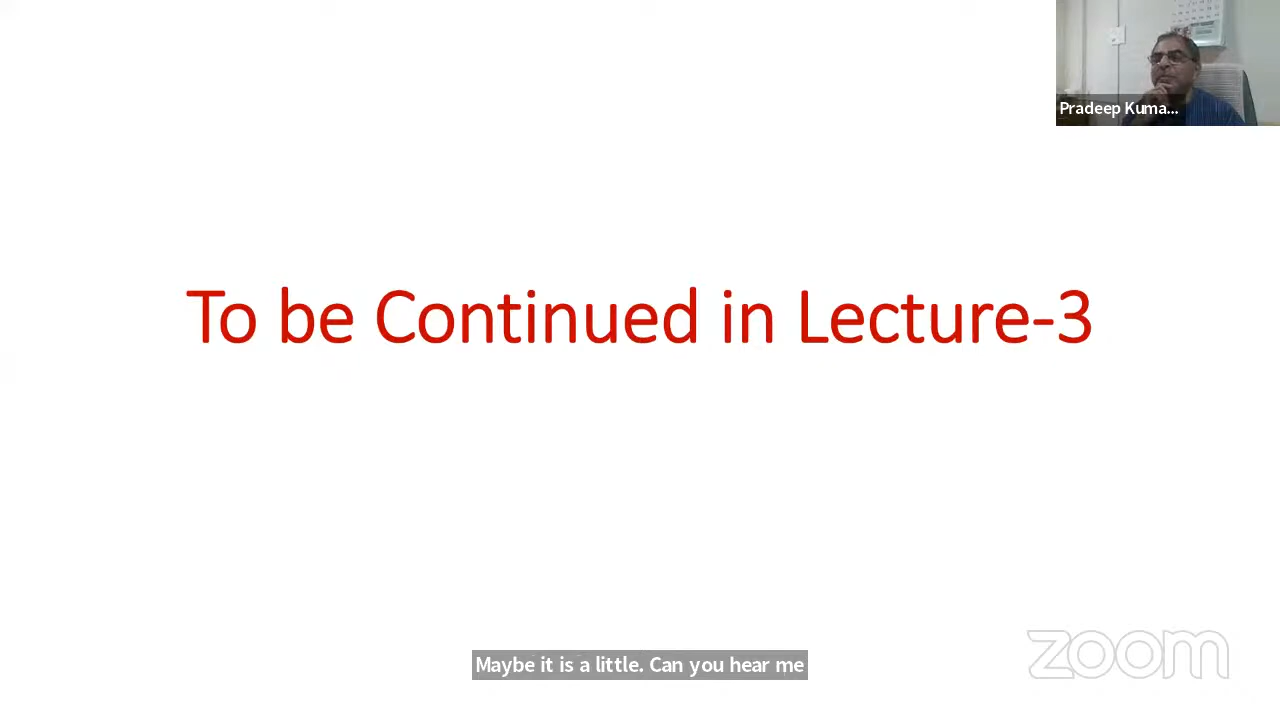 Pradeep Kuma...
To be Continued in Lecture-3
Maybe it is a little. Can you hear me
zoom